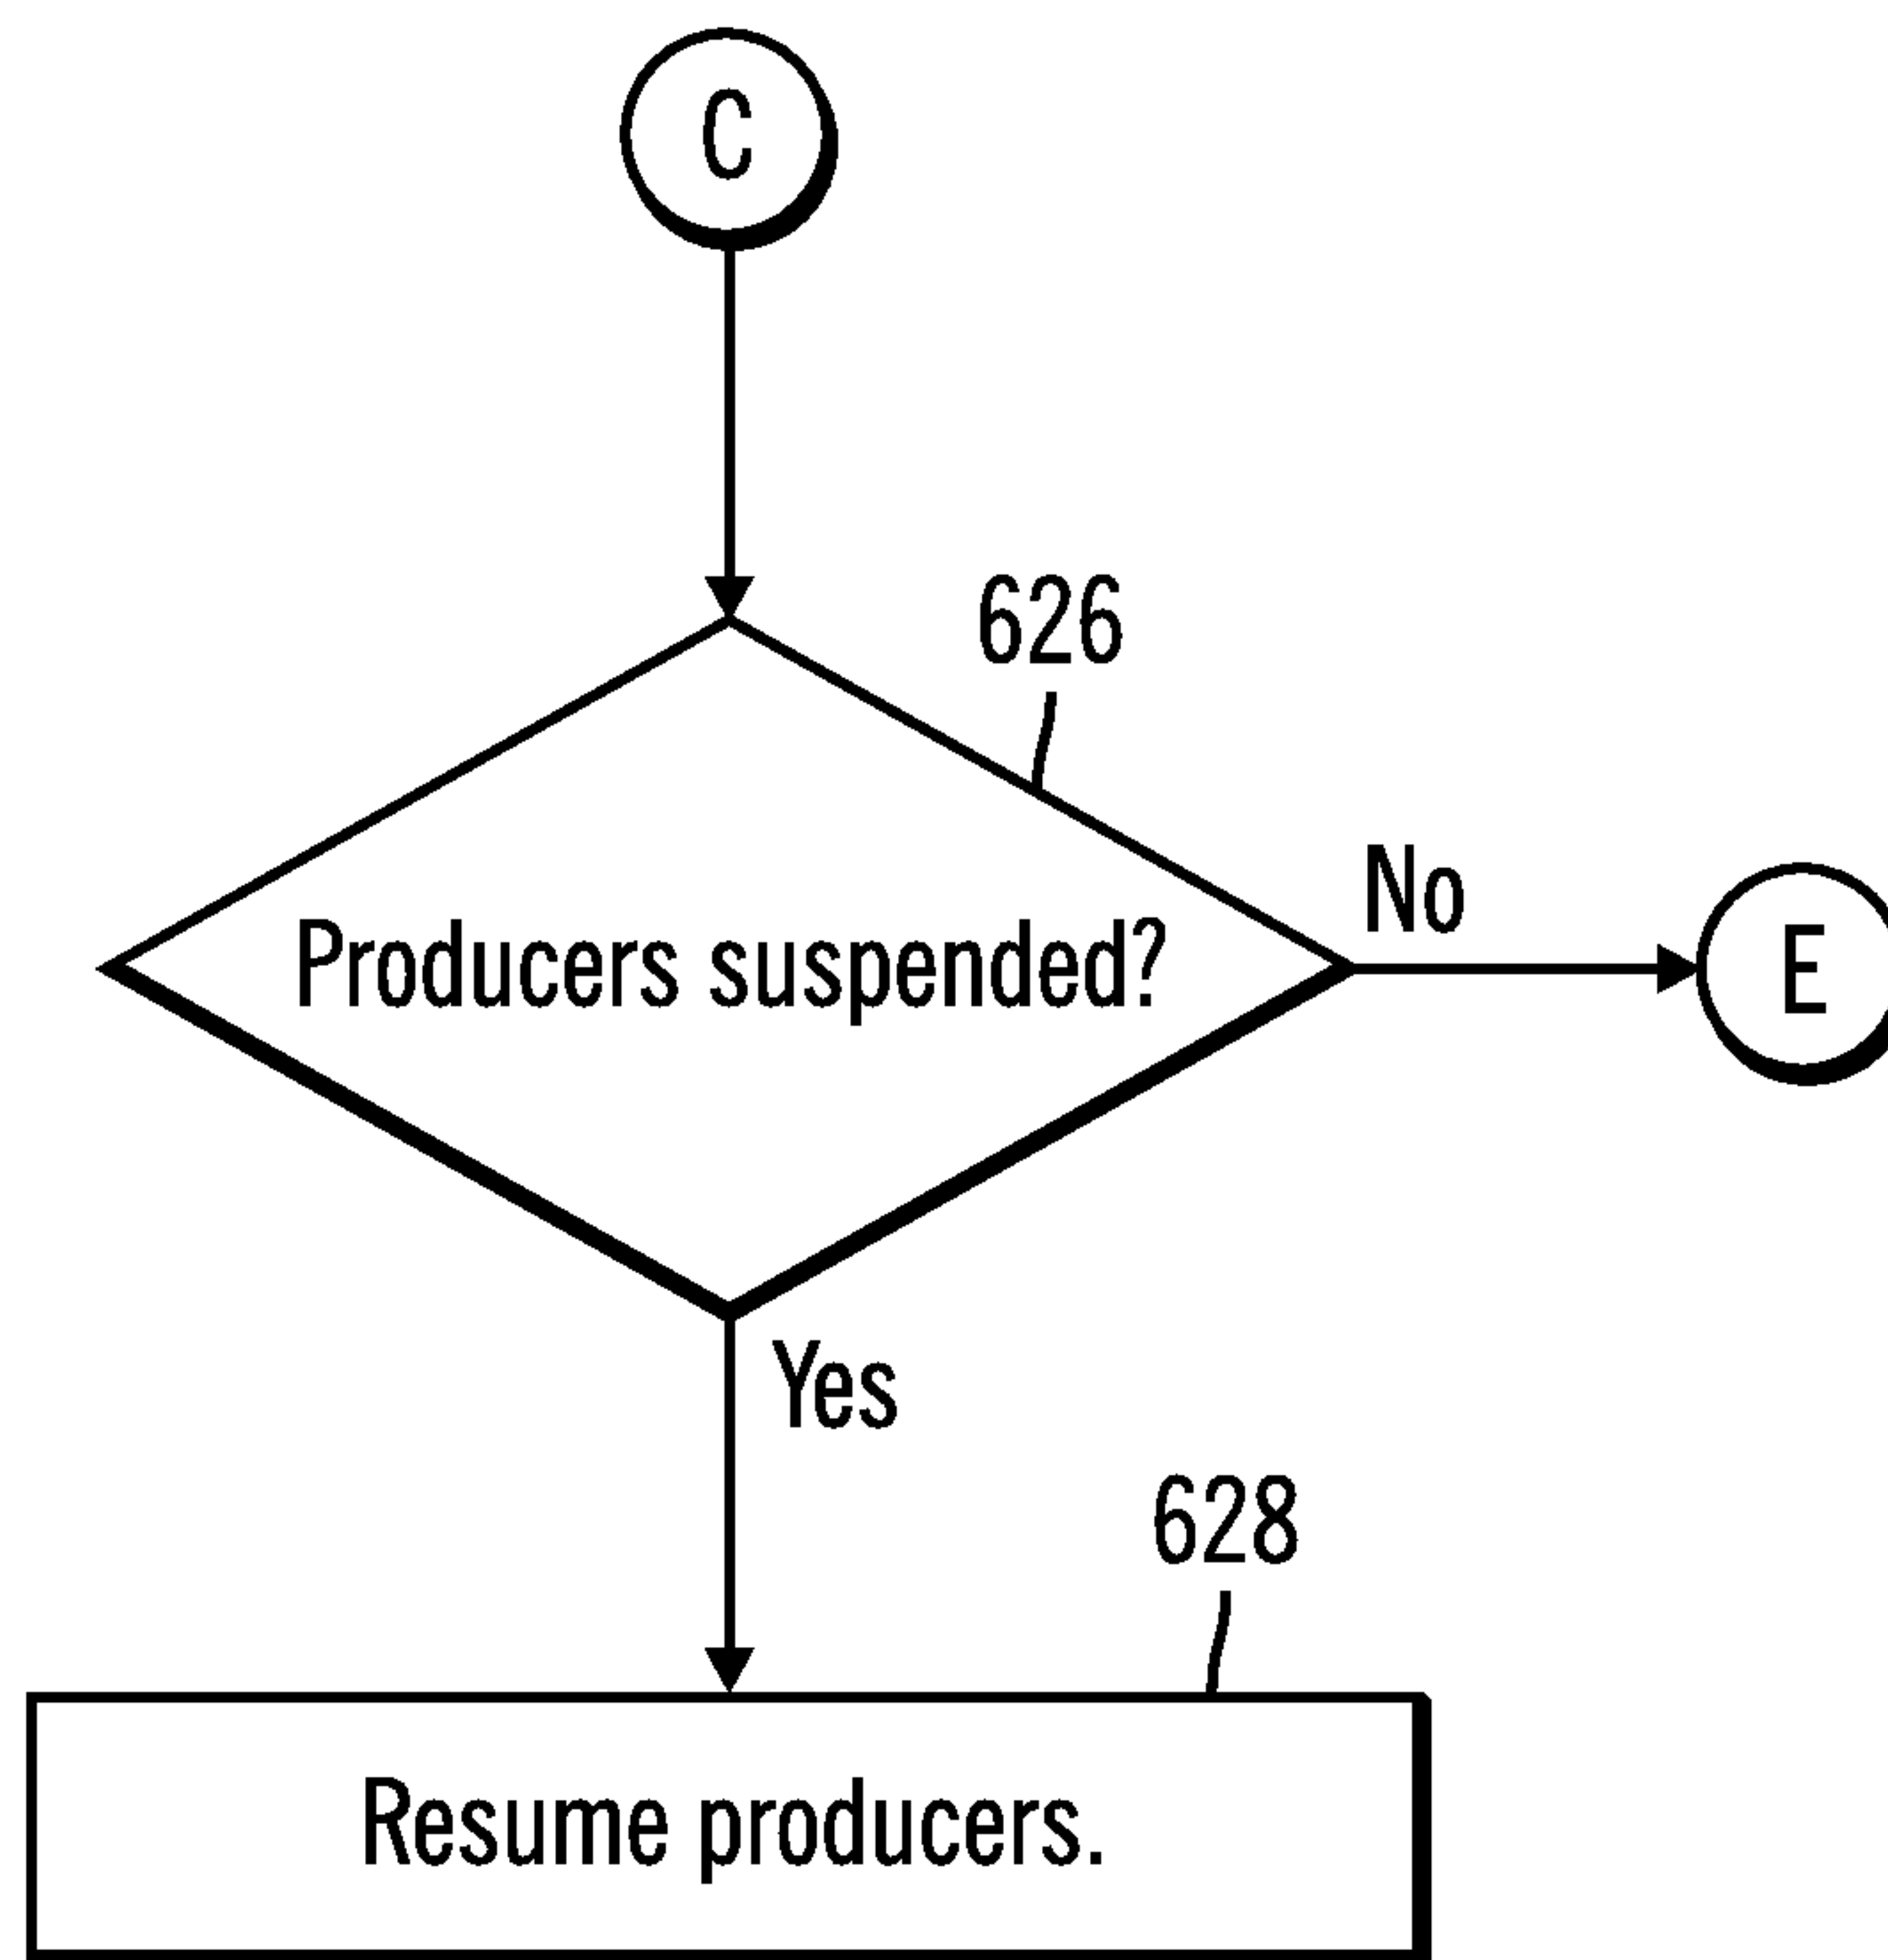 C
626
No
Producers suspended?
E
Yes
628
Resume producers.